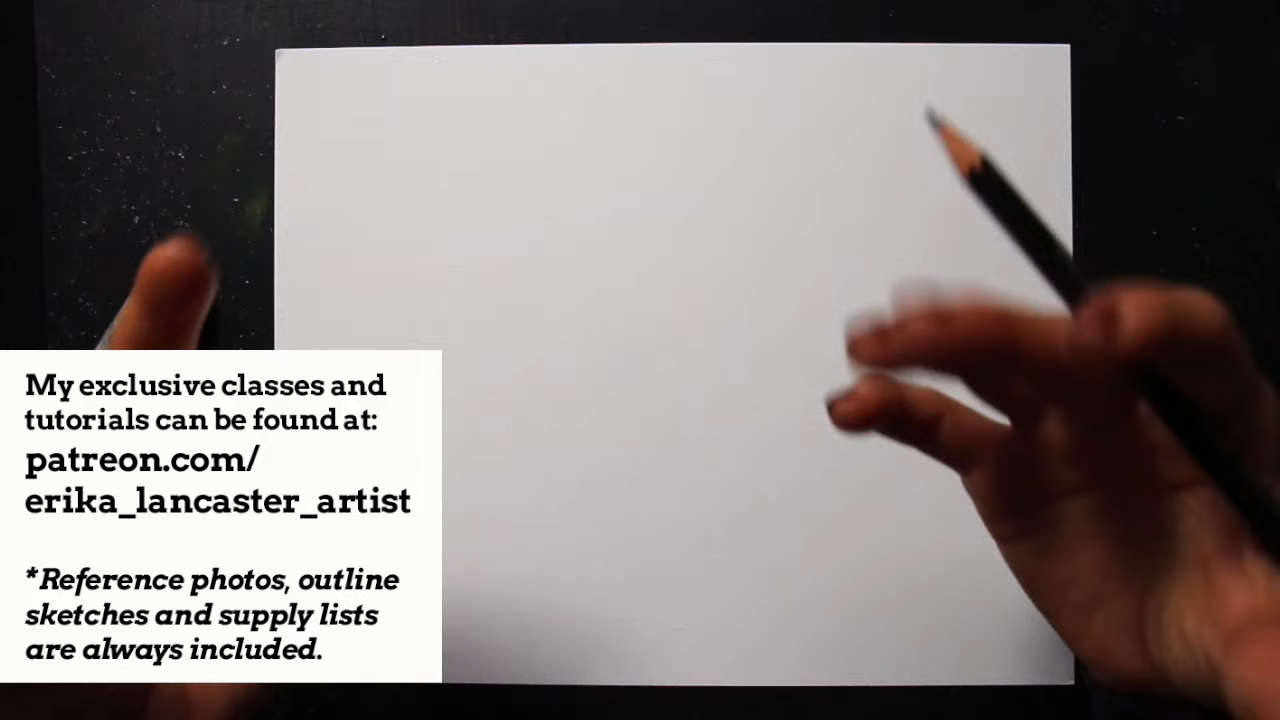 My exclusive classes and
tutorials can be found at:
patreon.com/
erika_lancaster_artist
*Reference photos, outline
sketches and supply lists
are always included.